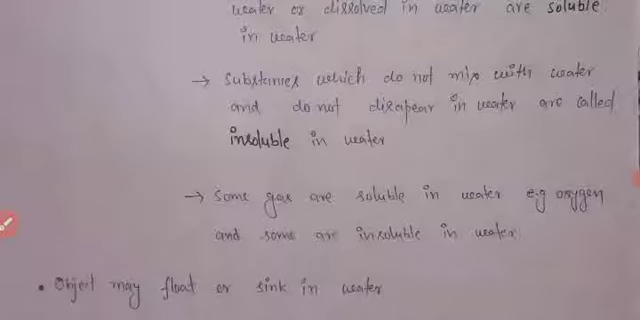 water or dissolved in water are soluble
in water
→ Substances which do not mix with water
and do not disapear in water are called
insoluble in water
→ Some gas are soluble in water e.g oxygen
and some are insoluble in water
• Object may float or sink in water